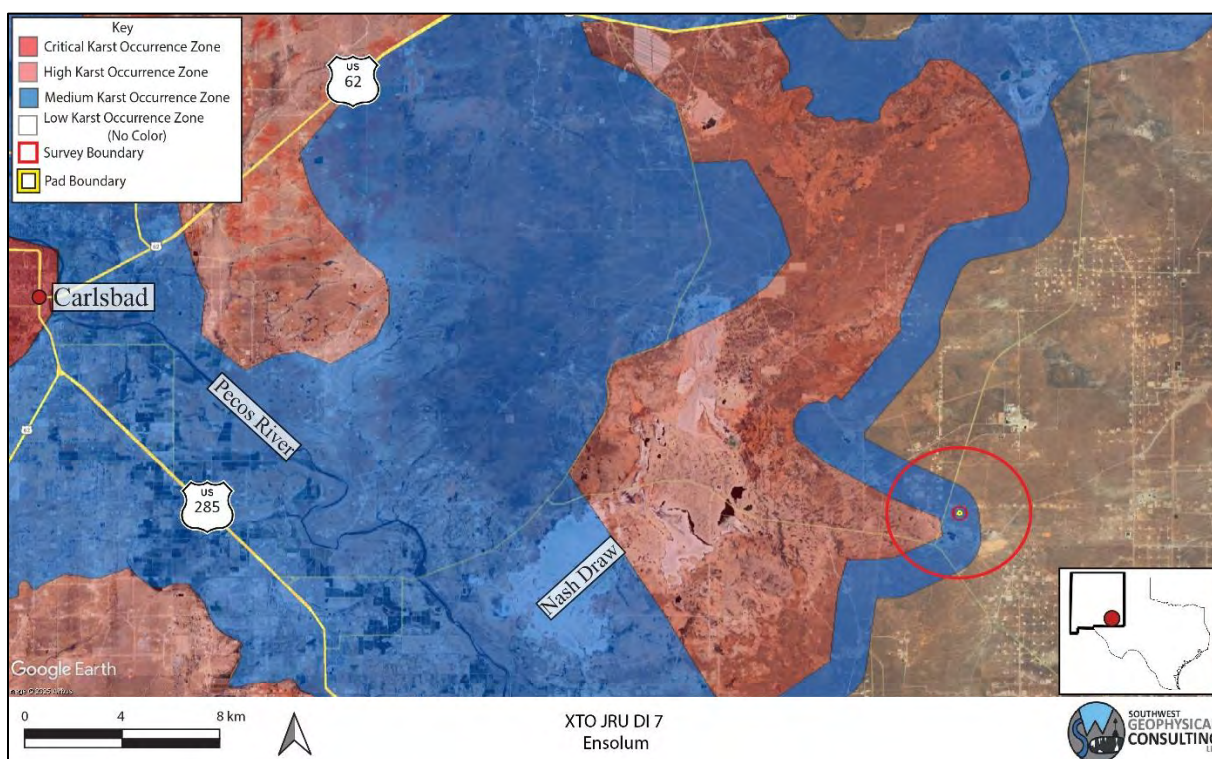 Key
Critical Karst Occurrence Zone
High Karst Occurrence Zone
Medium Karst Occurrence Zone
Low Karst Occurrence Zone
(No Color)
Survey Boundary
Pad Boundary
US
62
62
62
Carlsbad
Pecos River
US
285
Nash Draw
Google Earth
0 4 8 km
XTO JRU DI 7
Ensolum
SOUTHWEST
GEOPHYSICAL
CONSULTING